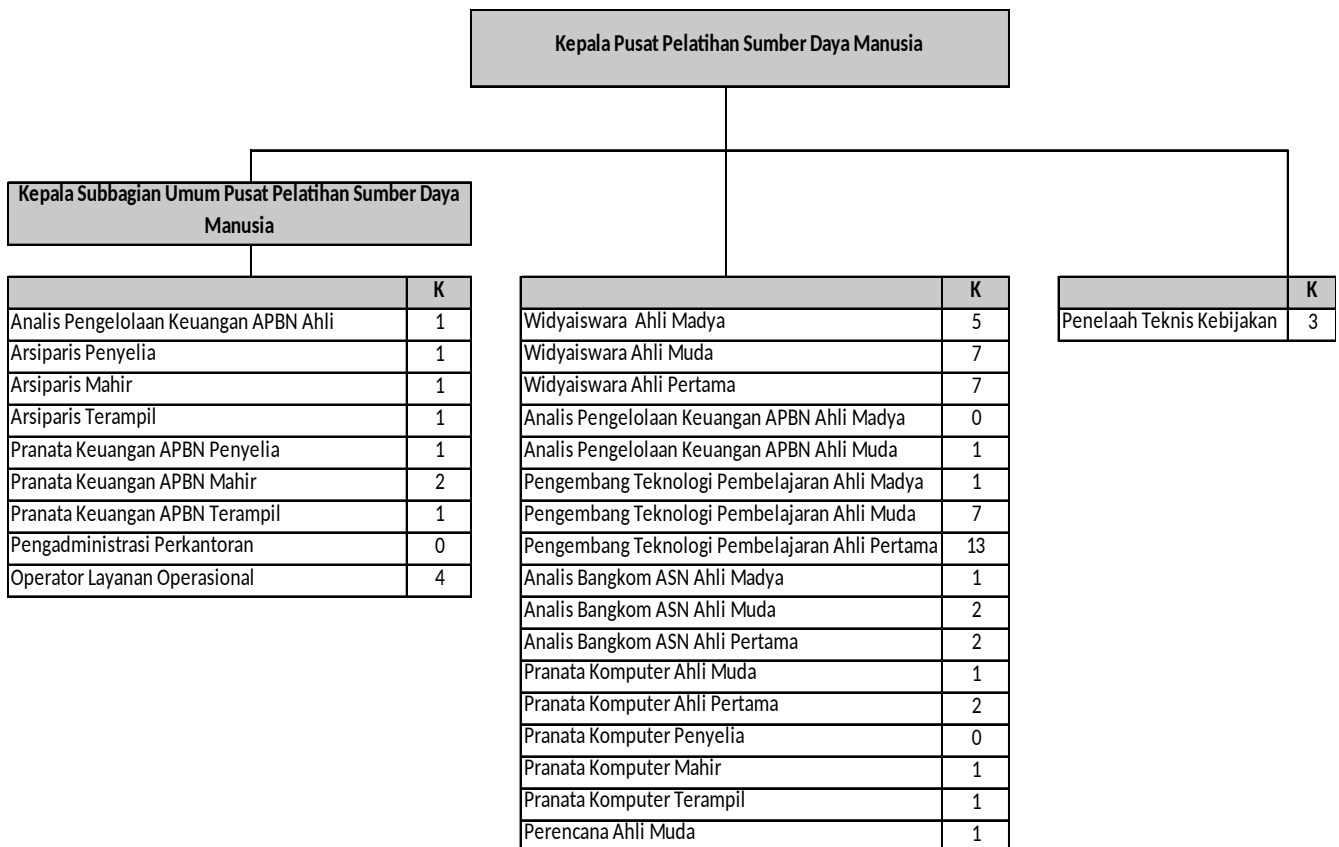 Kepala Pusat Pelatihan Sumber Daya Manusia
Kepala Subbagian Umum Pusat Pelatihan Sumber Daya
Manusia
K
Analis Pengelolaan Keuangan APBN Ahli 1
Arsiparis Penyelia 1
Arsiparis Mahir 1
Arsiparis Terampil 1
Pranata Keuangan APBN Penyelia 1
Pranata Keuangan APBN Mahir 2
Pranata Keuangan APBN Terampil 1
Pengadministrasi Perkantoran 0
Operator Layanan Operasional 4
K
Widyaiswara Ahli Madya 5
Widyaiswara Ahli Muda 7
Widyaiswara Ahli Pertama 7
Analis Pengelolaan Keuangan APBN Ahli Madya 0
Analis Pengelolaan Keuangan APBN Ahli Muda 1
Pengembang Teknologi Pembelajaran Ahli Madya 1
Pengembang Teknologi Pembelajaran Ahli Muda 7
Pengembang Teknologi Pembelajaran Ahli Pertama 13
Analis Bangkom ASN Ahli Madya 1
Analis Bangkom ASN Ahli Muda 2
Analis Bangkom ASN Ahli Pertama 2
Pranata Komputer Ahli Muda 1
Pranata Komputer Ahli Pertama 2
Pranata Komputer Penyelia 0
Pranata Komputer Mahir 1
Pranata Komputer Terampil 1
Perencana Ahli Muda 1
K
Penelaah Teknis Kebijakan 3